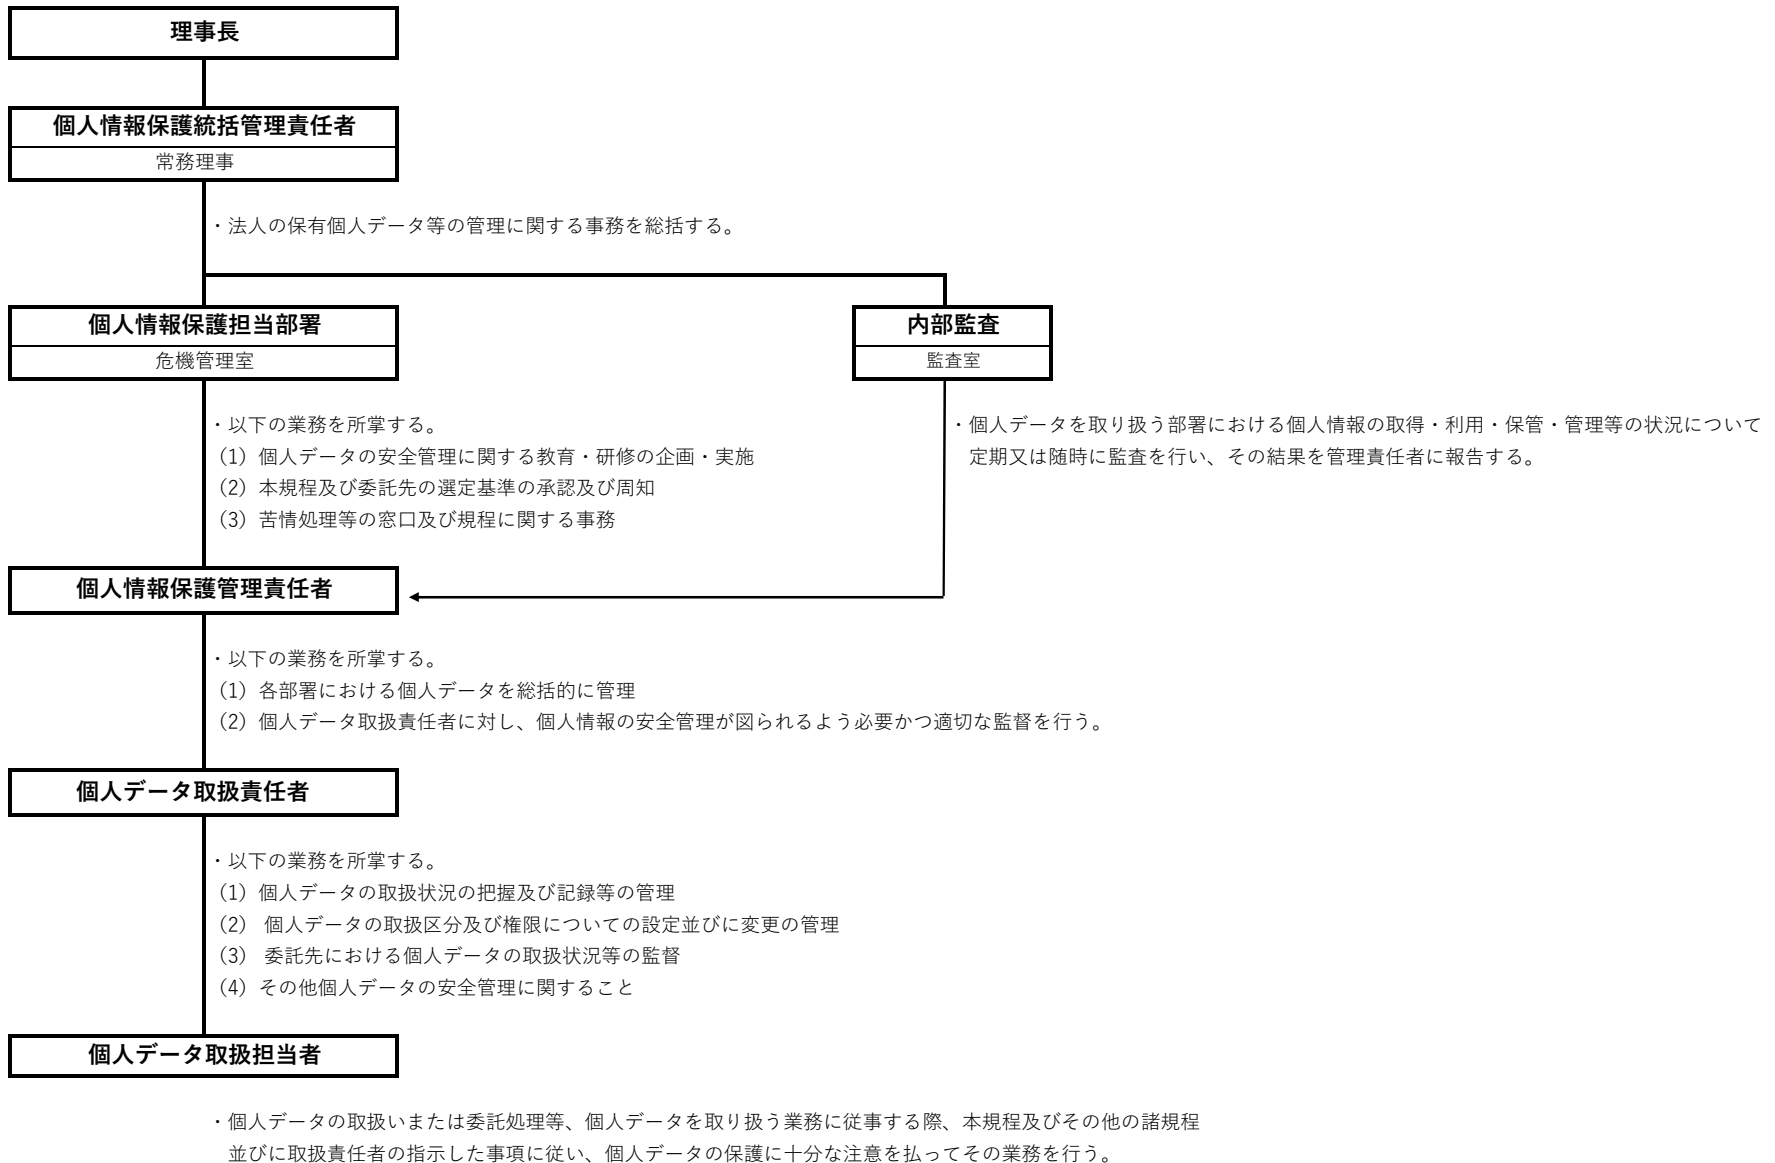 理事長
個人情報保護統括管理責任者
常務理事
・法人の保有個人データ等の管理に関する事務を総括する。
個人情報保護担当部署
危機管理室
内部監査
監査室
・以下の業務を所掌する。
（1）個人データの安全管理に関する教育・研修の企画・実施
（2）本規程及び委託先の選定基準の承認及び周知
（3）苦情処理等の窓口及び規程に関する事務
・個人データを取り扱う部署における個人情報の取得・利用・保管・管理等の状況について
定期又は随時に監査を行い、その結果を管理責任者に報告する。
個人情報保護管理責任者
・以下の業務を所掌する。
（1）各部署における個人データを総括的に管理
（2）個人データ取扱責任者に対し、個人情報の安全管理が図られるよう必要かつ適切な監督を行う。
個人データ取扱責任者
・以下の業務を所掌する。
（1）個人データの取扱状況の把握及び記録等の管理
（2） 個人データの取扱区分及び権限についての設定並びに変更の管理
（3） 委託先における個人データの取扱状況等の監督
（4）その他個人データの安全管理に関すること
個人データ取扱担当者
・個人データの取扱いまたは委託処理等、個人データを取り扱う業務に従事する際、本規程及びその他の諸規程
並びに取扱責任者の指示した事項に従い、個人データの保護に十分な注意を払ってその業務を行う。